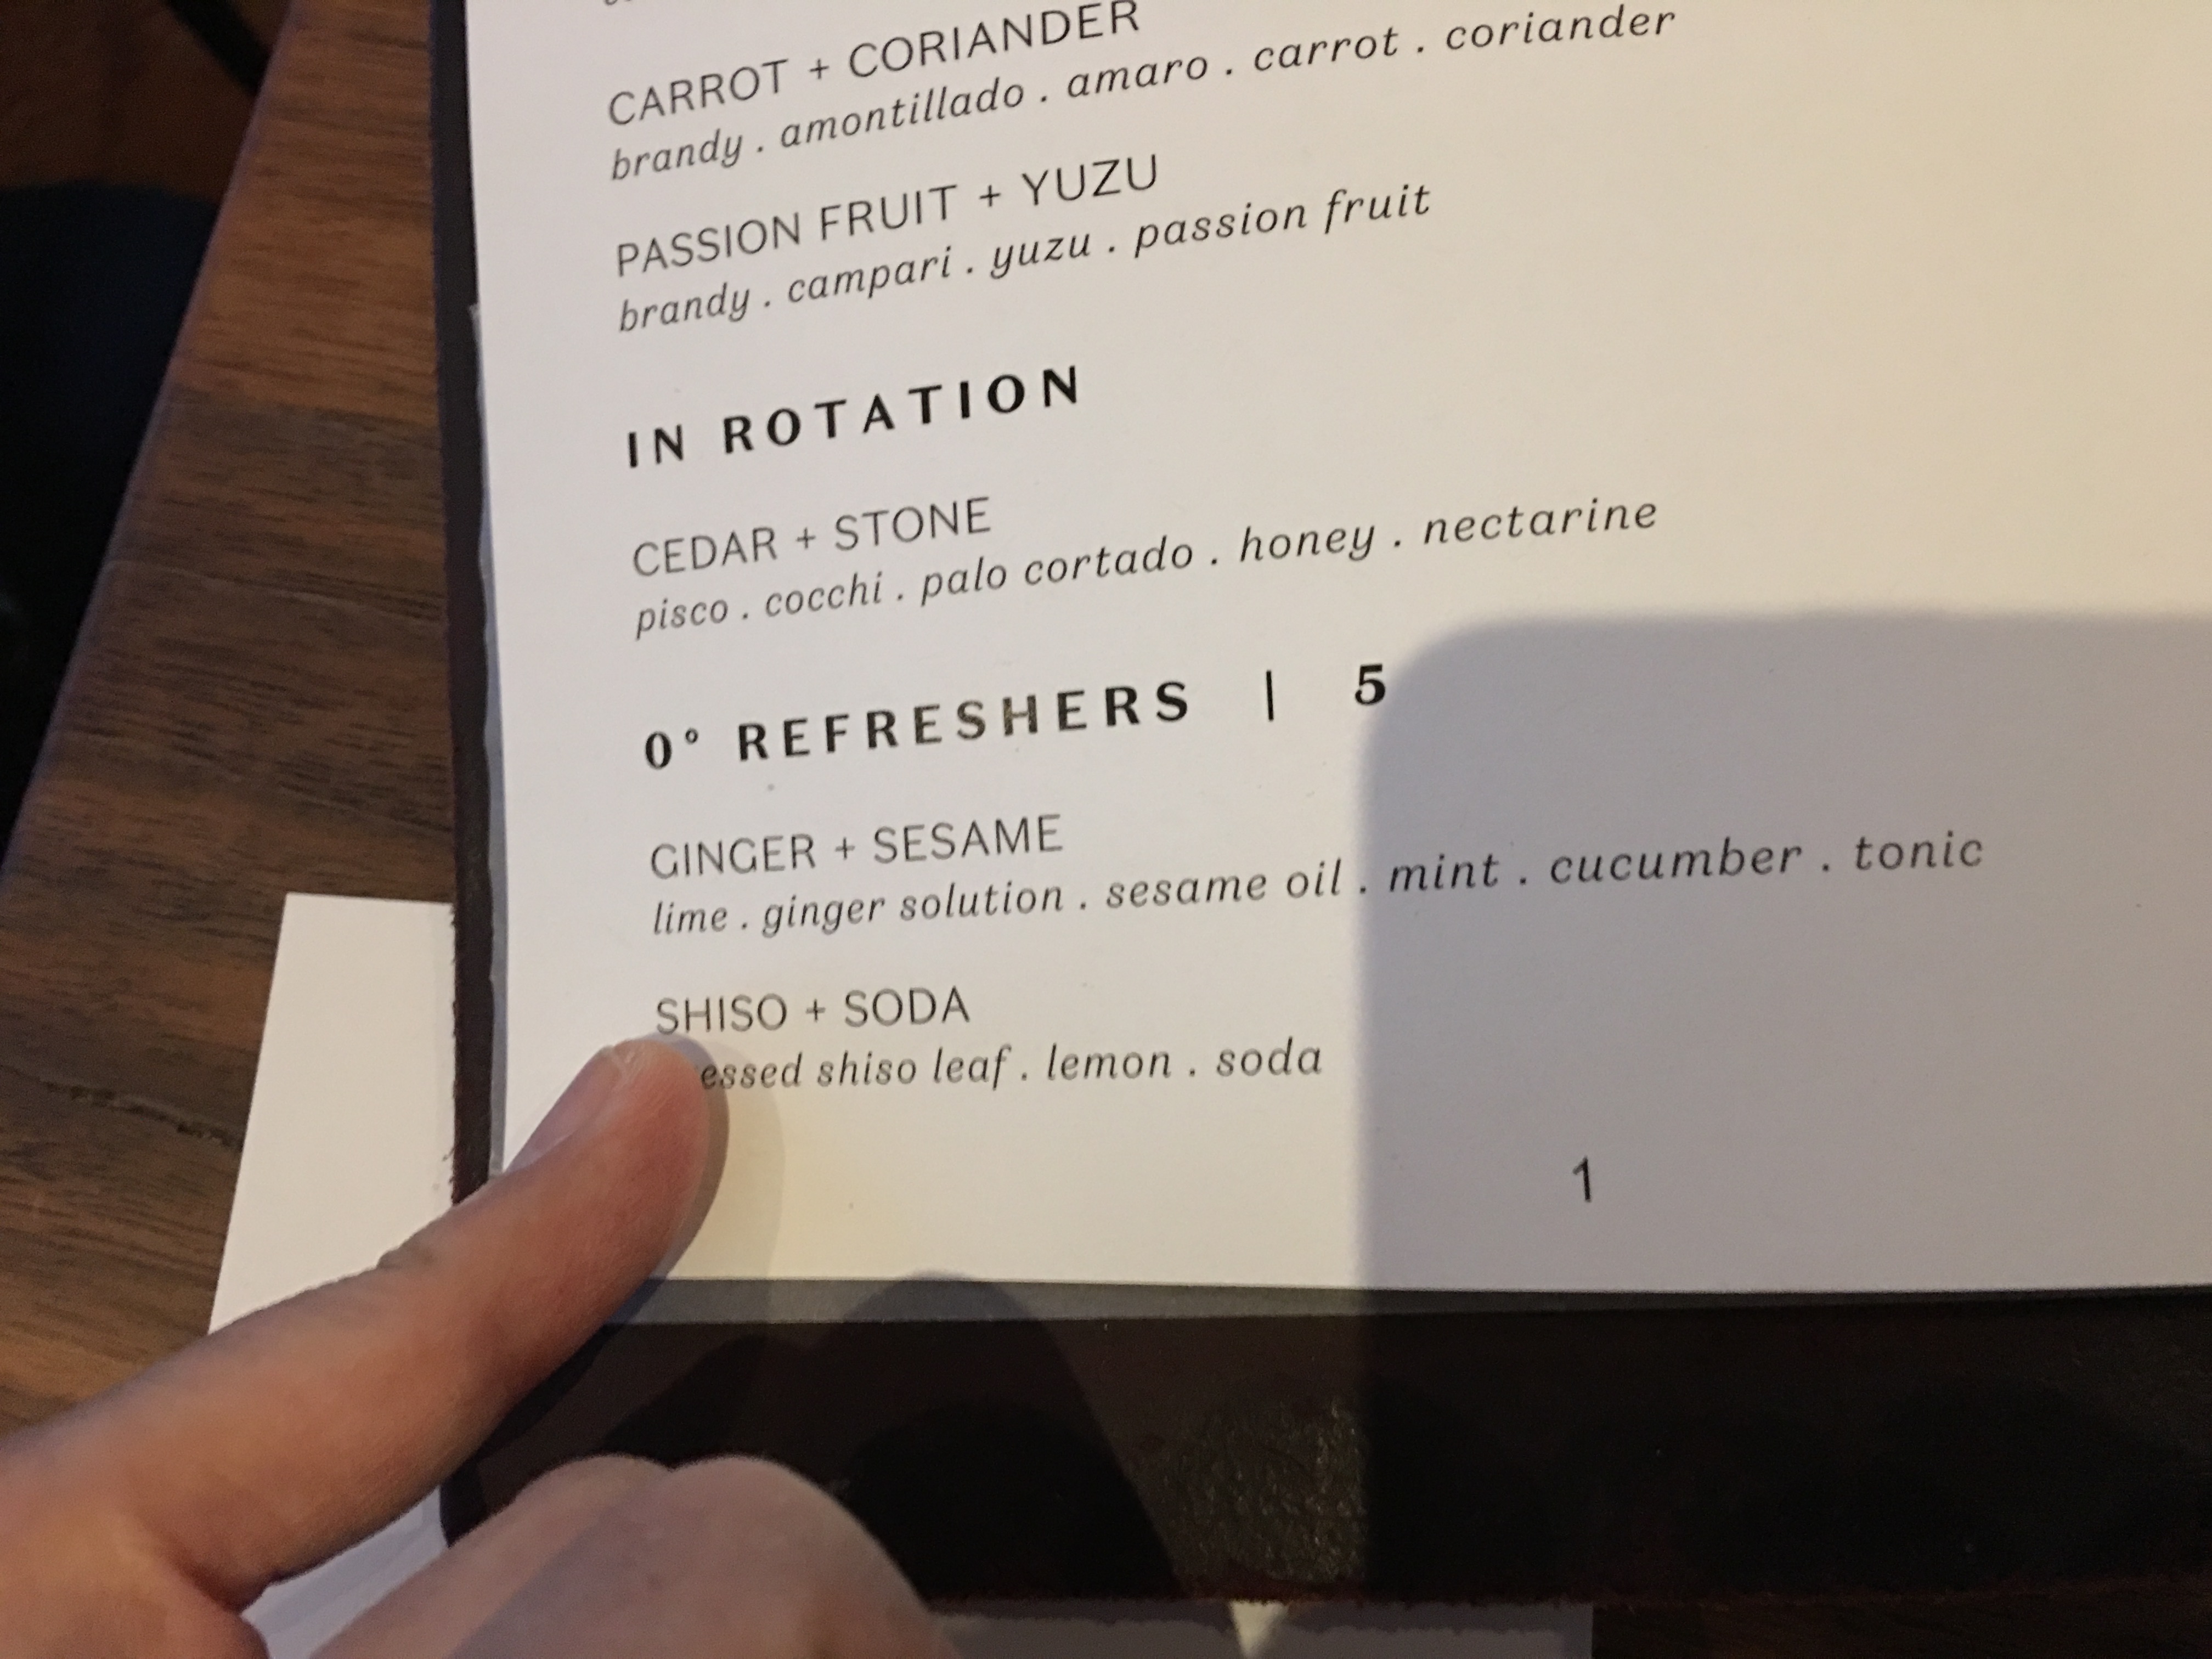 CARROT + CORIANDER
brandy . amontillado . amaro . carrot . coriander
PASSION FRUIT + YUZU
brandy . campari . yuzu . passion fruit
IN ROTATION
CEDAR + STONE
pisco . cocchi . palo cortado . honey . nectarine
0° REFRESHERS | 5
GINGER + SESAME
lime . ginger solution . sesame oil . mint . cucumber . tonic
SHISO + SODA
essed shiso leaf . lemon . soda
1